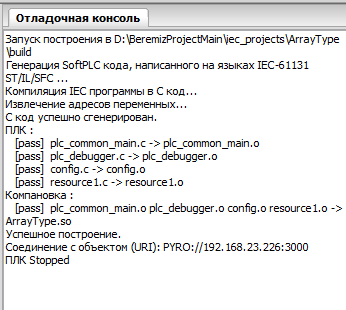 Отладочная консоль
Запуск построения в D:\BeremizProjectMain\iec_projects\ArrayType
\build
Генерация SoftPLC кода, написанного на языках IEC-61131
ST/IL/SFC ...
Компиляция IEC программы в C код...
Извлечение адресов переменных...
C код успешно сгенерирован.
ПЛК :
[pass] plc_common_main.c -> plc_common_main.o
[pass] plc_debugger.c -> plc_debugger.o
[pass] config.c -> config.o
[pass] resource1.c -> resource1.o
Компановка :
[pass] plc_common_main.o plc_debugger.o config.o resource1.o ->
ArrayType.so
Успешное построение.
Соединение с объектом (URI): PYRO://192.168.23.226:3000
ПЛК Stopped